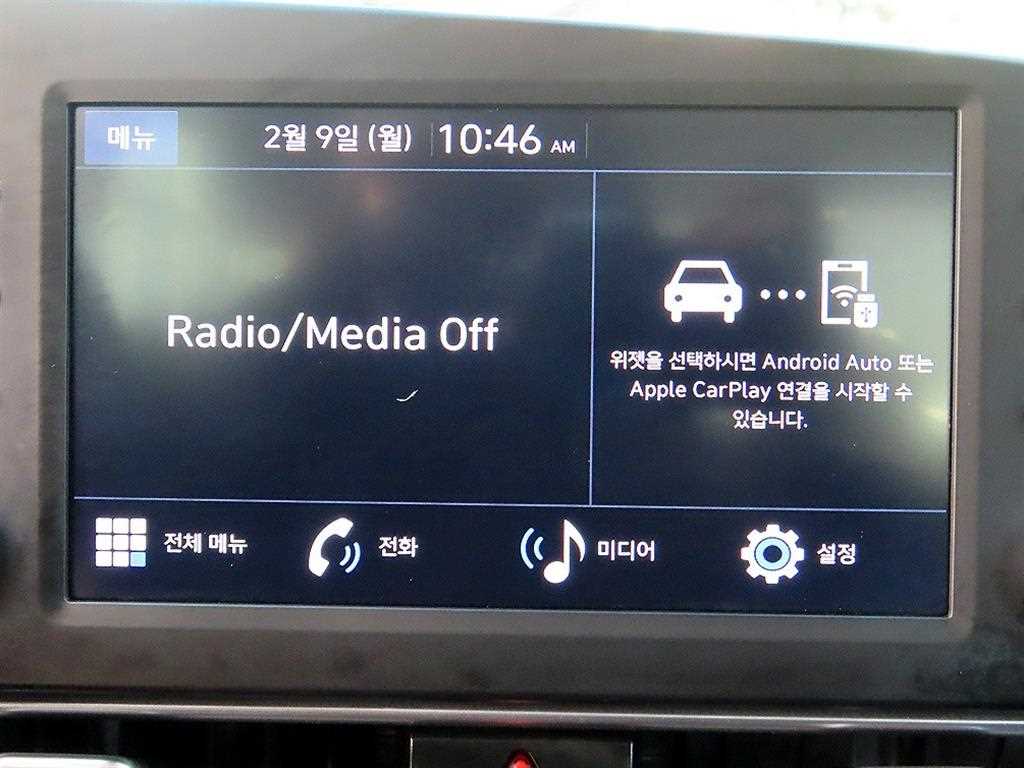 메뉴
2월 9일 (월) 10:46 AM
Radio/Media Off
위젯을 선택하시면 Android Auto 또는
Apple CarPlay 연결을 시작할 수
있습니다.
전체 메뉴
전화
미디어
설정